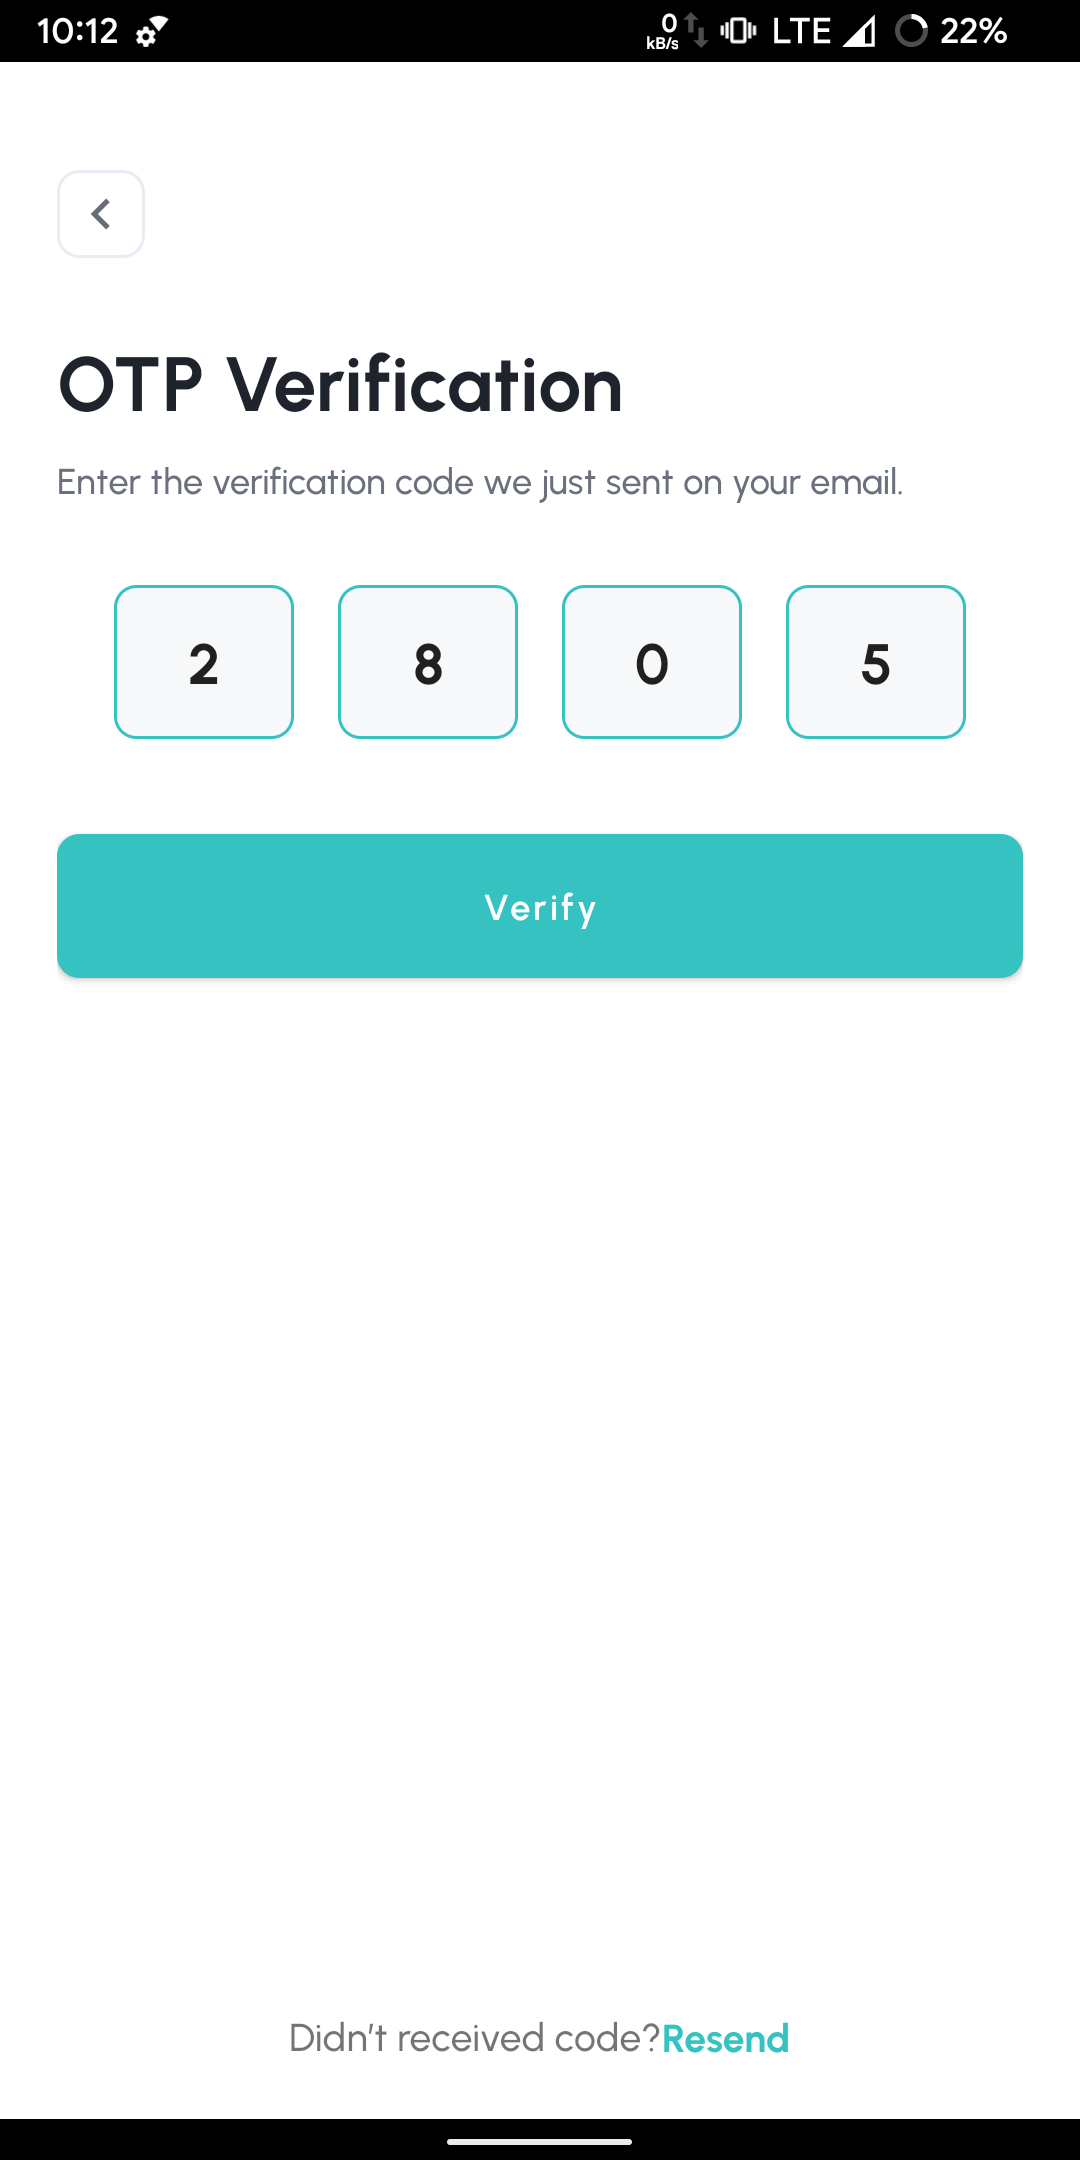 10:12 0 kB/s LTE 22%
OTP Verification
Enter the verification code we just sent on your email.
2 8 0 5
Verify
Didn't received code?Resend